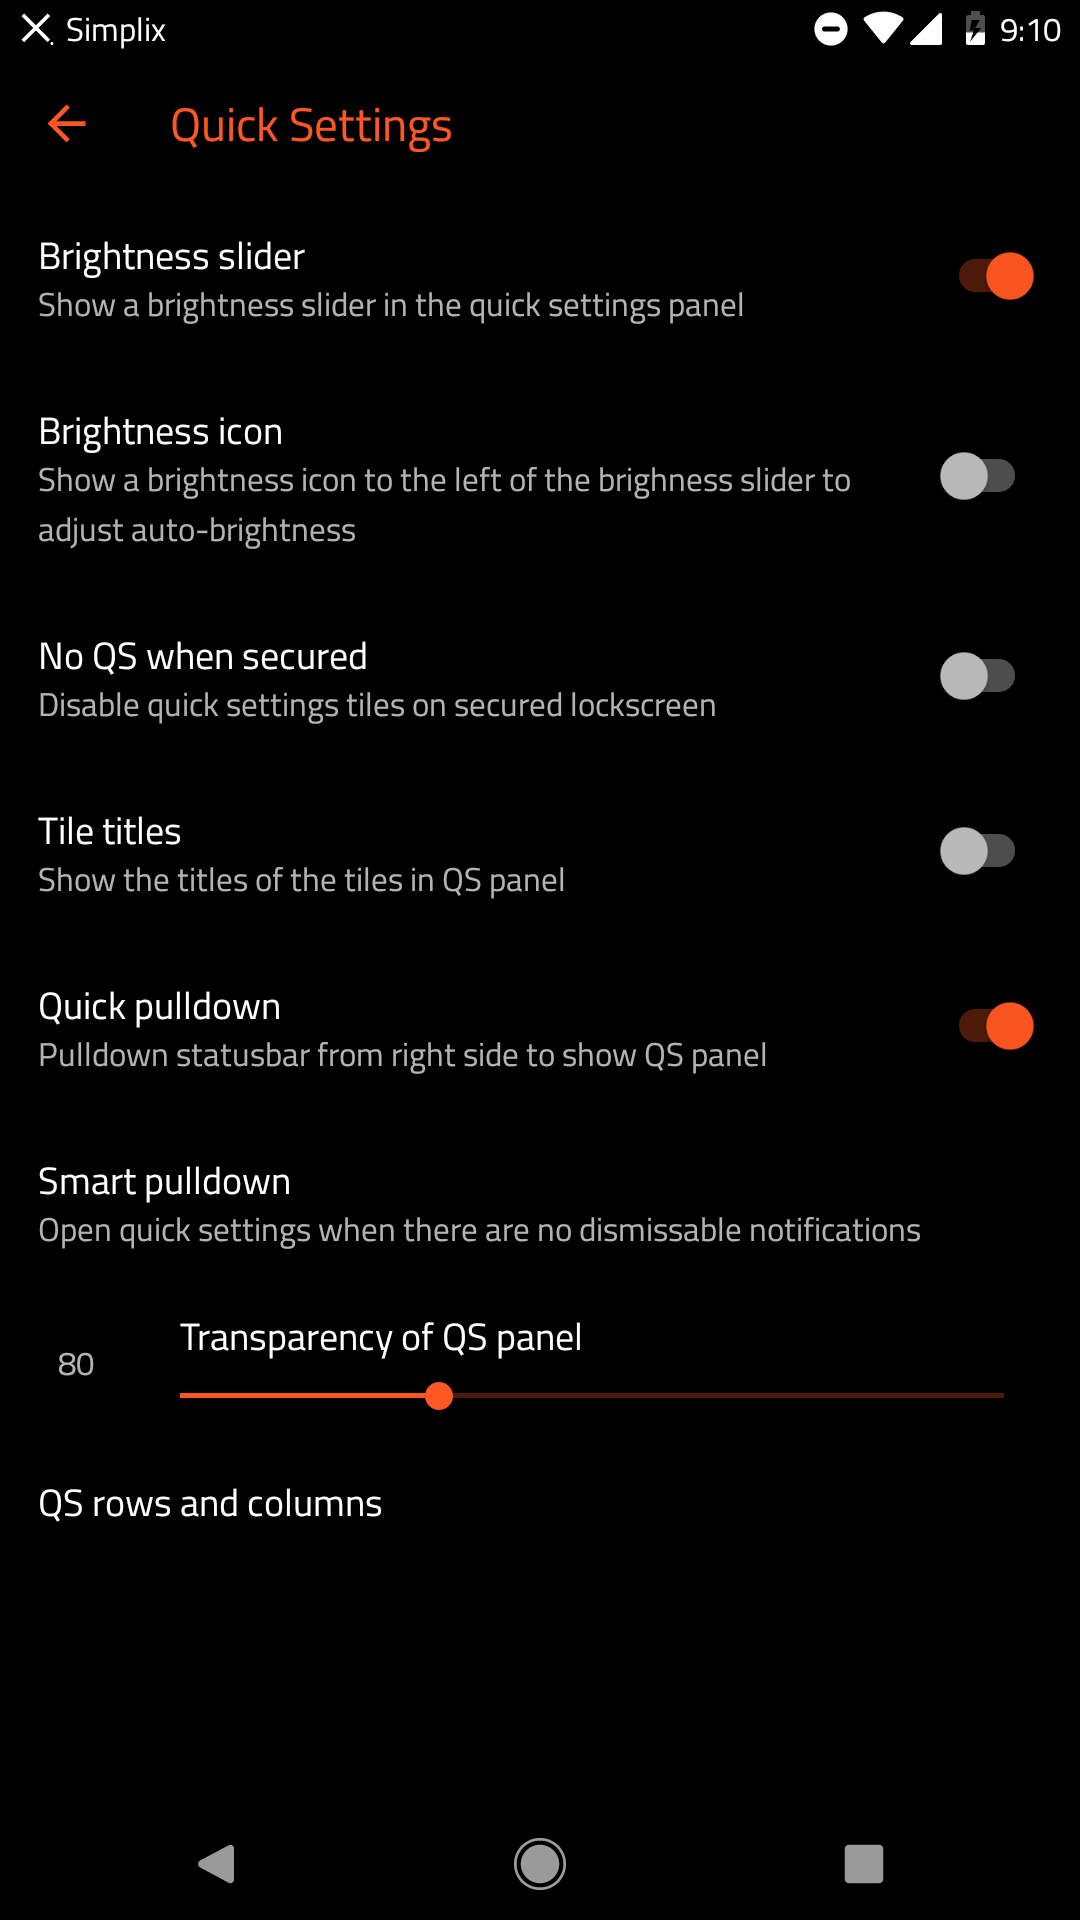 Simplix 9:10
Quick Settings
Brightness slider
Show a brightness slider in the quick settings panel
Brightness icon
Show a brightness icon to the left of the brighness slider to
adjust auto-brightness
No QS when secured
Disable quick settings tiles on secured lockscreen
Tile titles
Show the titles of the tiles in QS panel
Quick pulldown
Pulldown statusbar from right side to show QS panel
Smart pulldown
Open quick settings when there are no dismissable notifications
Transparency of QS panel
80
QS rows and columns